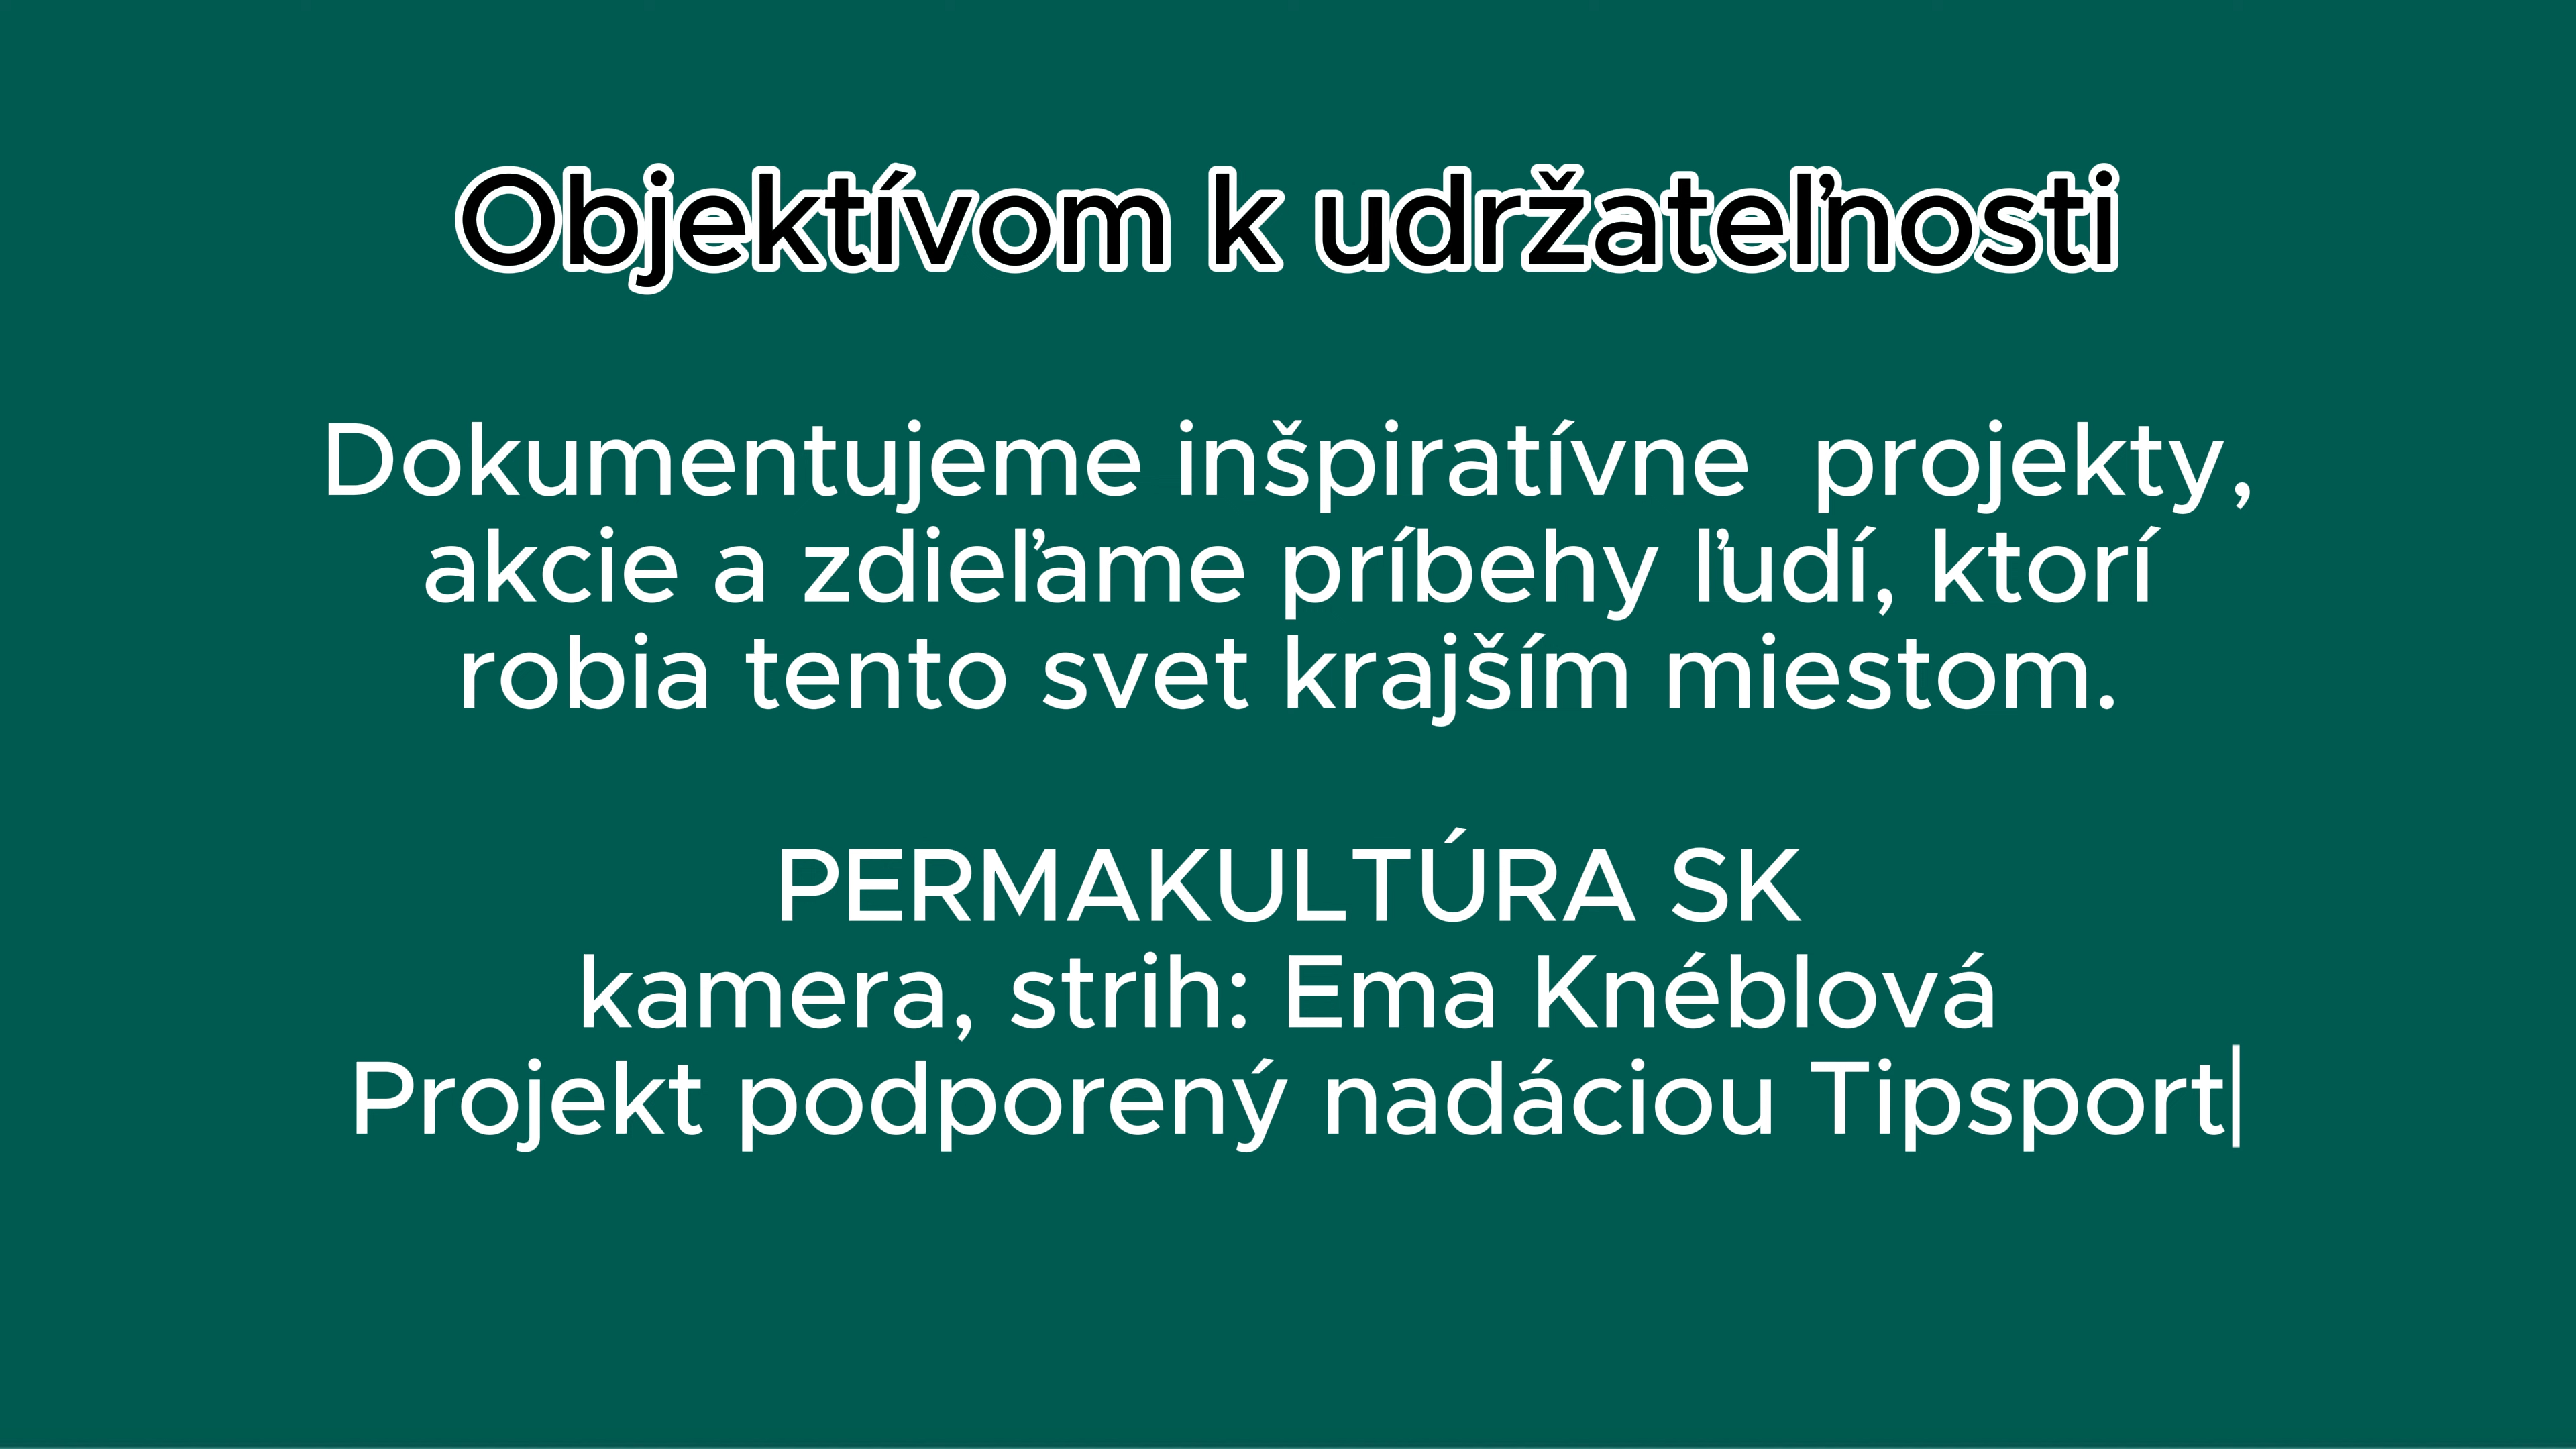 Objektívom k udržateľnosti
Dokumentujeme inšpiratívne  projekty,
akcie a zdieľame príbehy ľudí, ktorí
robia tento svet krajším miestom.
PERMAKULTÚRA SK
kamera, strih: Ema Knéblová
Projekt podporený nadáciou Tipsport